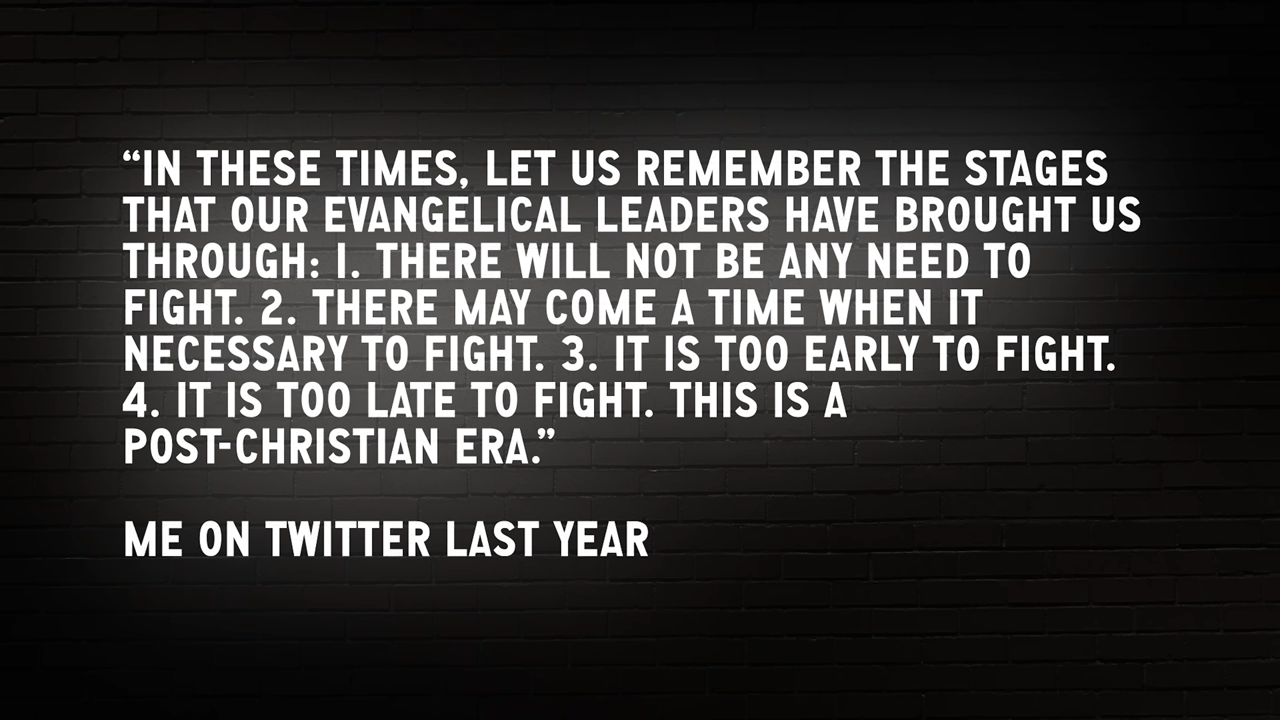 “IN THESE TIMES, LET US REMEMBER THE STAGES
THAT OUR EVANGELICAL LEADERS HAVE BROUGHT US
THROUGH: 1. THERE WILL NOT BE ANY NEED TO
FIGHT. 2. THERE MAY COME A TIME WHEN IT
NECESSARY TO FIGHT. 3. IT IS TOO EARLY TO FIGHT.
4. IT IS TOO LATE TO FIGHT. THIS IS A
POST-CHRISTIAN ERA.”
ME ON TWITTER LAST YEAR